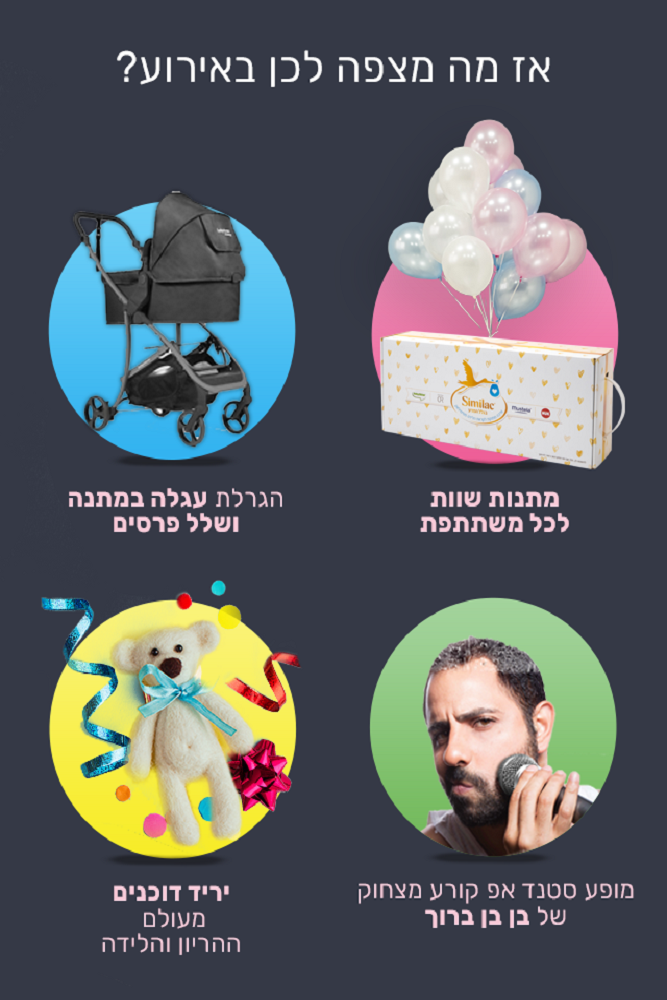 אז מה מצפה לכן באירוע?
Similac
מתנות שוות
לכל משתתפת
הגרלת עגלה במתנה
ושלל פרסים
מופע סטנד אפ קורע מצחוק
של בן בן ברוך
יריד דוכנים
מעולם
ההריון והלידה